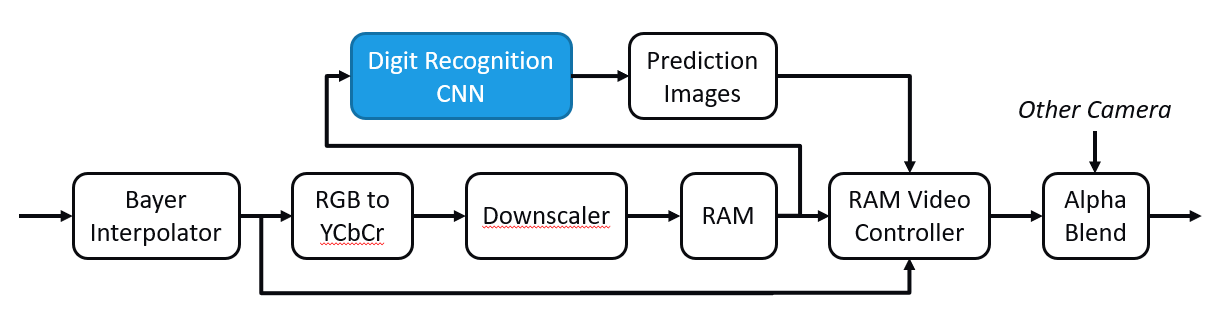 Digit Recognition
CNN
Prediction
Images
Other Camera
Bayer
Interpolator
RGB to
YCbCr
Downscaler
RAM
RAM Video
Controller
Alpha
Blend